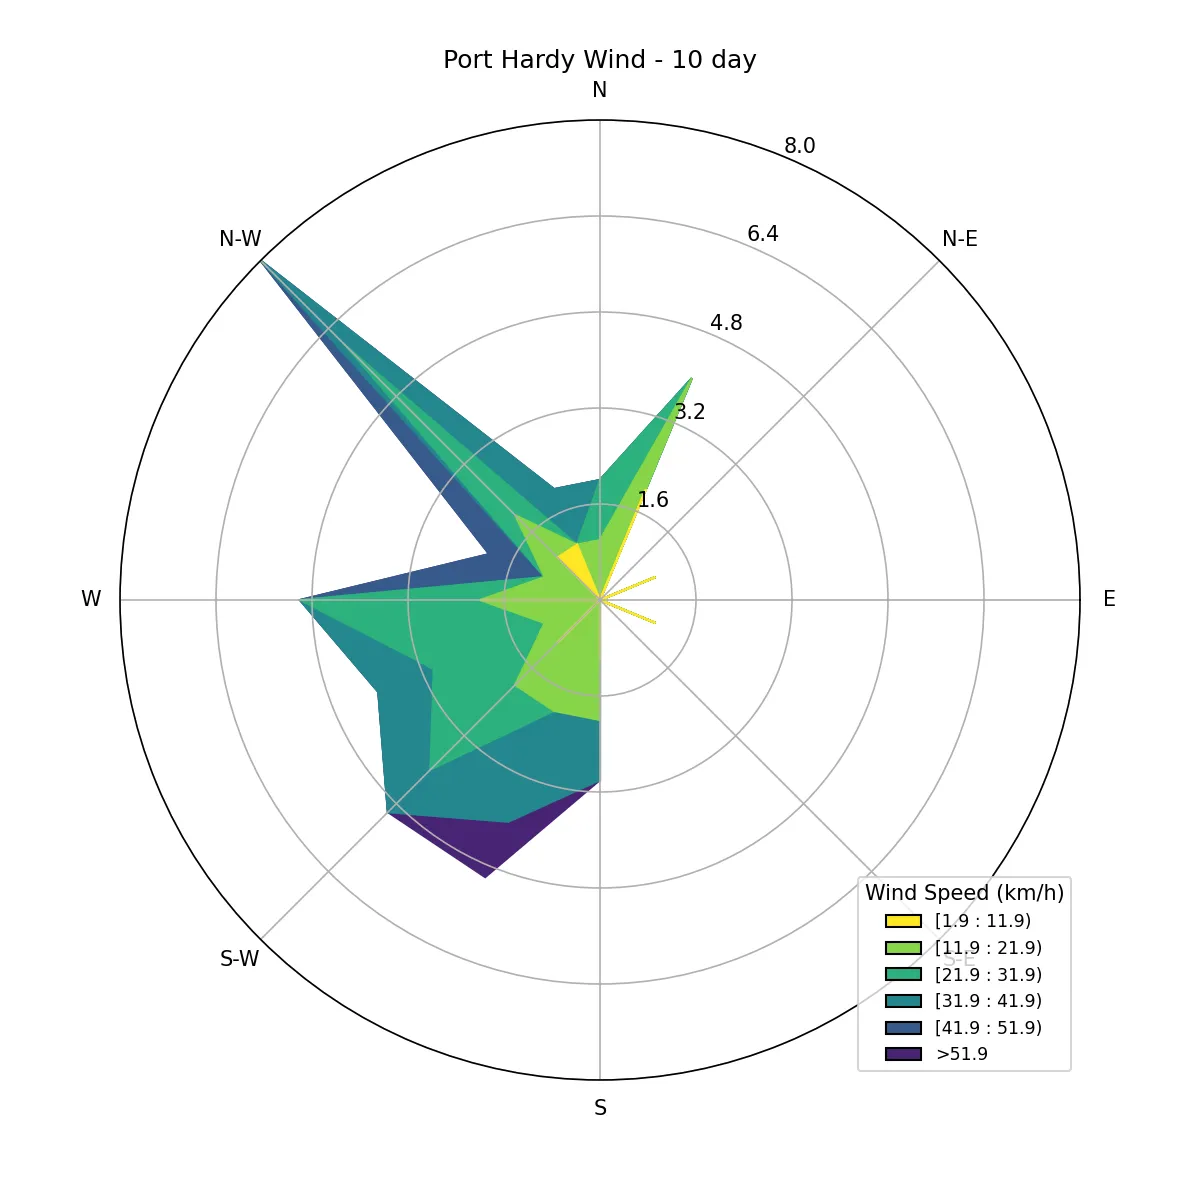 Port Hardy Wind - 10 day
N
8.0
N-W
6.4
N-E
4.8
3.2
1.6
W
E
S-W
S-E
S
Wind Speed (km/h)
[1.9 : 11.9)
[11.9 : 21.9)
[21.9 : 31.9)
[31.9 : 41.9)
[41.9 : 51.9)
>51.9